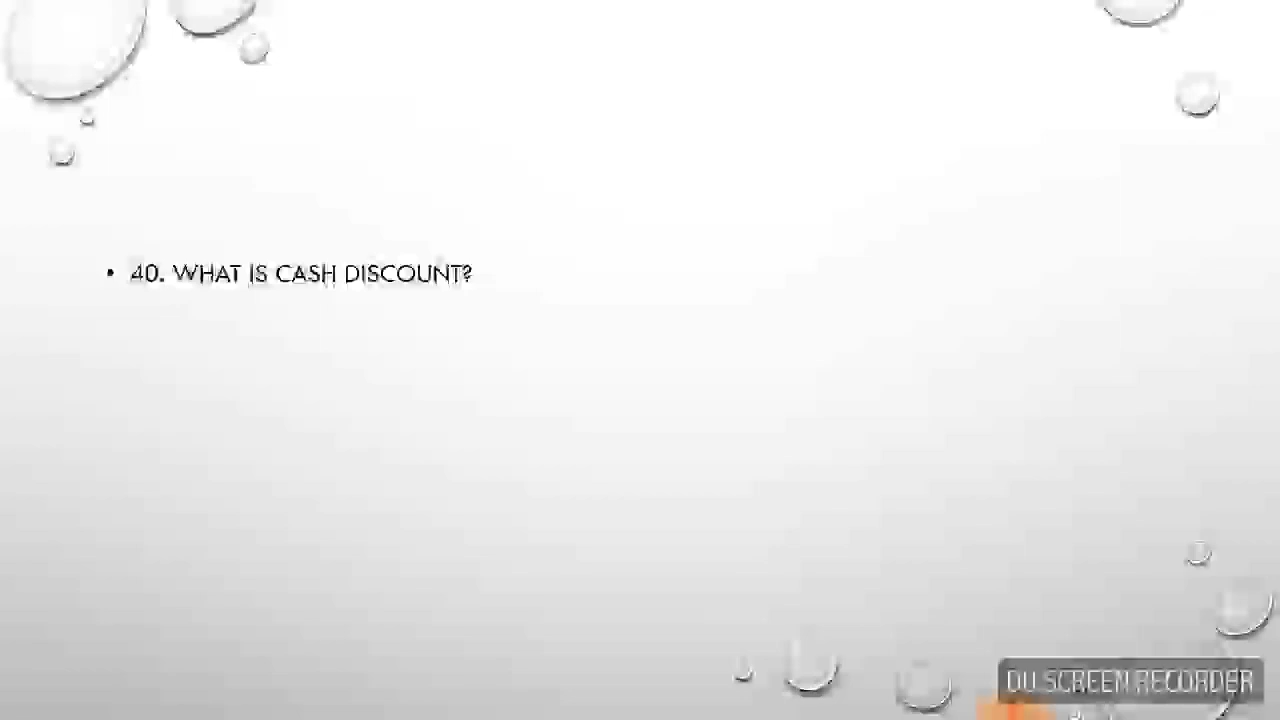 • 40. WHAT IS CASH DISCOUNT?
DU SCREEN RECORDER